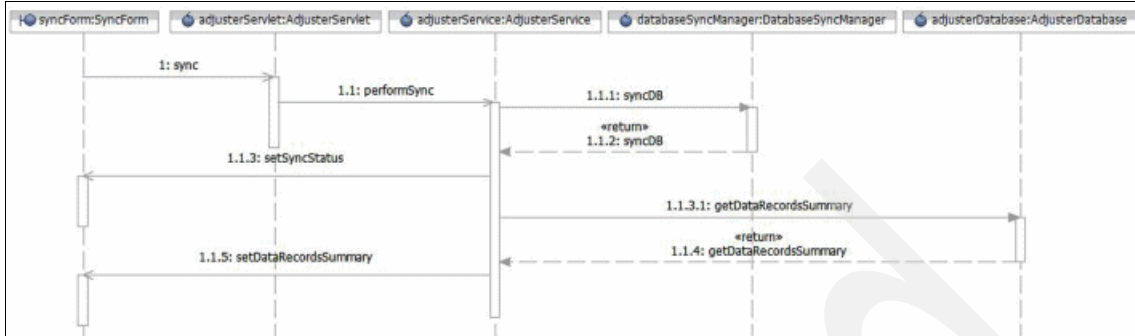 syncForm:SyncForm
adjusterServlet:AdjusterServlet
adjusterService:AdjusterService
databaseSyncManager:DatabaseSyncManager
adjusterDatabase:AdjusterDatabase
1: sync
1.1: performSync
1.1.1: syncDB
«return»
1.1.2: syncDB
1.1.3: setSyncStatus
1.1.3.1: getDataRecordsSummary
«return»
1.1.4: getDataRecordsSummary
1.1.5: setDataRecordsSummary